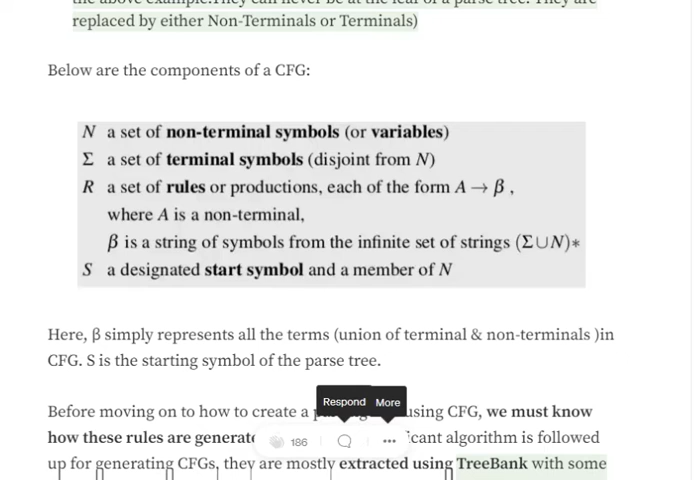 replaced by either Non-Terminals or Terminals)
Below are the components of a CFG:
N a set of non-terminal symbols (or variables)
Σ a set of terminal symbols (disjoint from N)
R a set of rules or productions, each of the form A → β ,
where A is a non-terminal,
β is a string of symbols from the infinite set of strings (Σ∪N)*
S a designated start symbol and a member of N
Here, β simply represents all the terms (union of terminal & non-terminals )in
CFG. S is the starting symbol of the parse tree.
Respond More
Before moving on to how to create a using CFG, we must know
how these rules are algorithm is followed
186
up for generating CFGs, they are mostly extracted using TreeBank with some